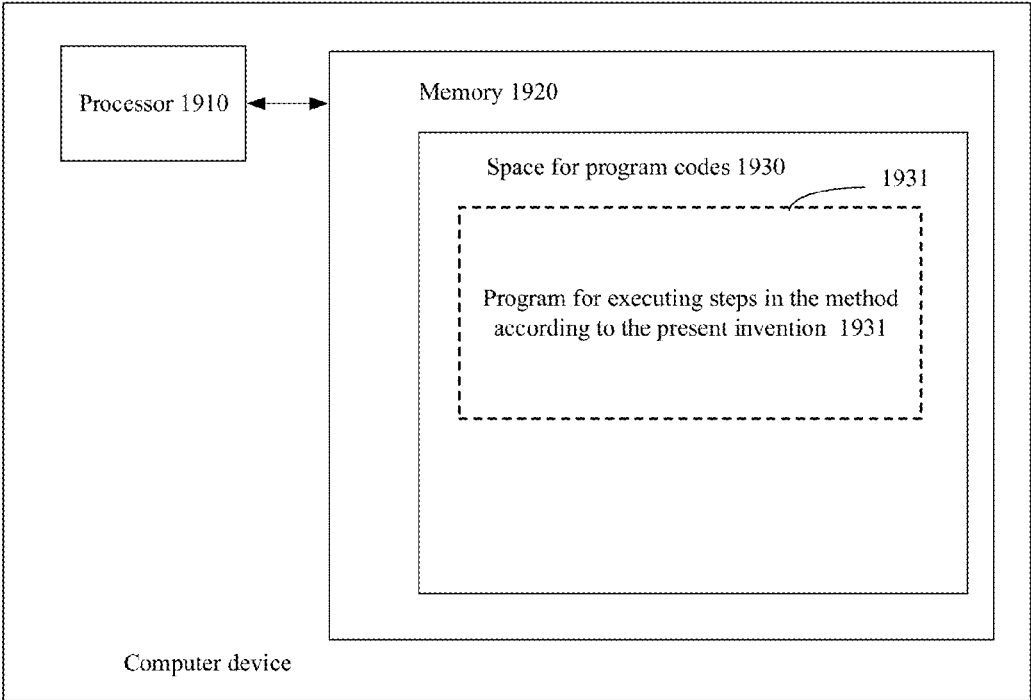 Processor 1910
Memory 1920
Space for program codes 1930
1931
Program for executing steps in the method
according to the present invention 1931
Computer device